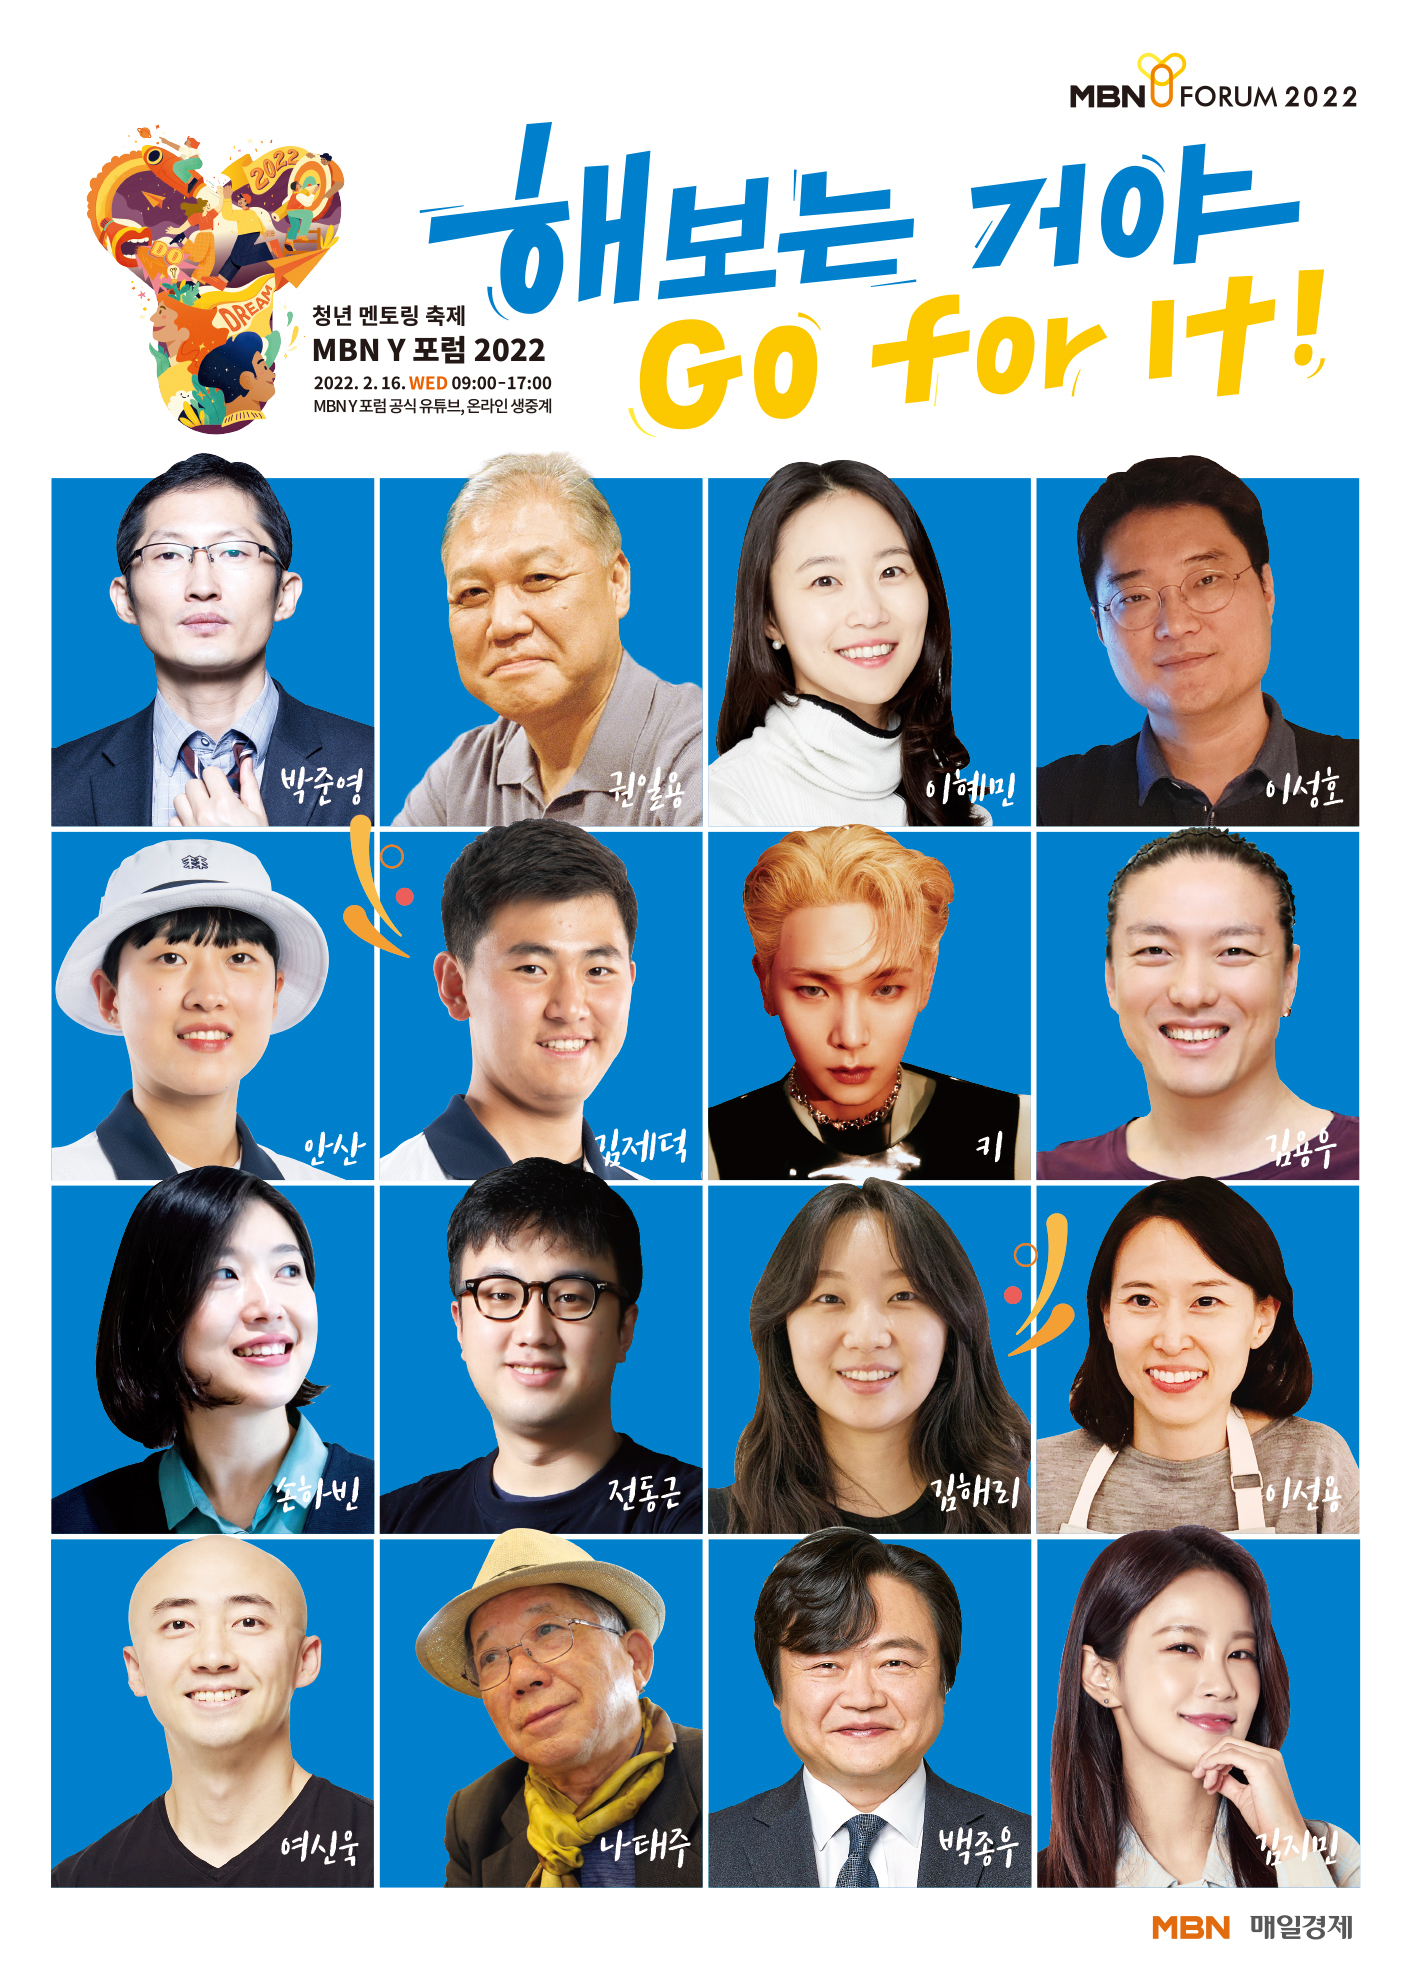 MBN Y FORUM 2022
해보는 거야
Go for It!
2022
DO
DREAM
청년 멘토링 축제
MBN Y 포럼 2022
2022. 2. 16. WED 09:00-17:00
MBN Y 포럼 공식 유튜브, 온라인 생중계
박준영
권일용
이혜민
이성호
안산
김제덕
키
김용우
손하빈
전동근
김해리
이선용
여신욱
나태주
백종우
김지민
MBN 매일경제